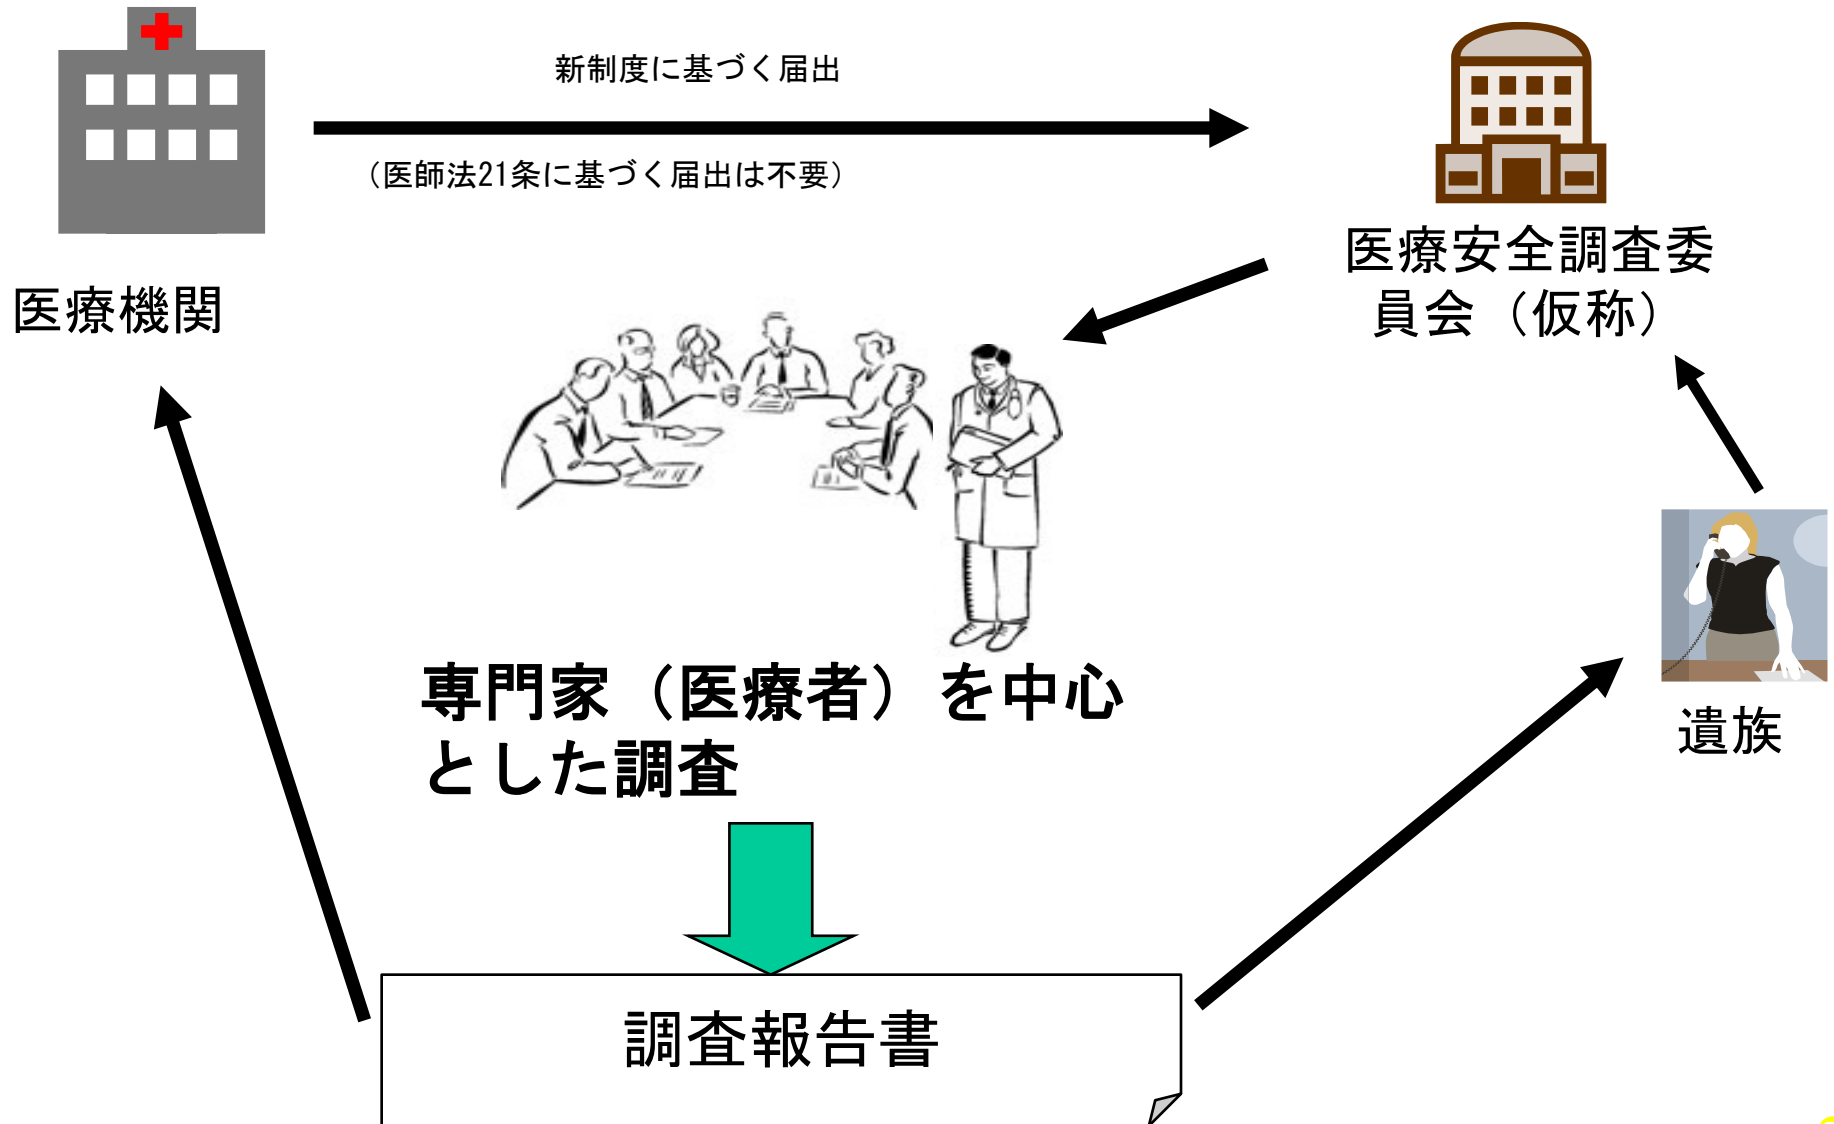 新制度に基づく届出
（医師法21条に基づく届出は不要）
医療機関
医療安全調査委
員会（仮称）
専門家（医療者）を中心
とした調査
遺族
調査報告書